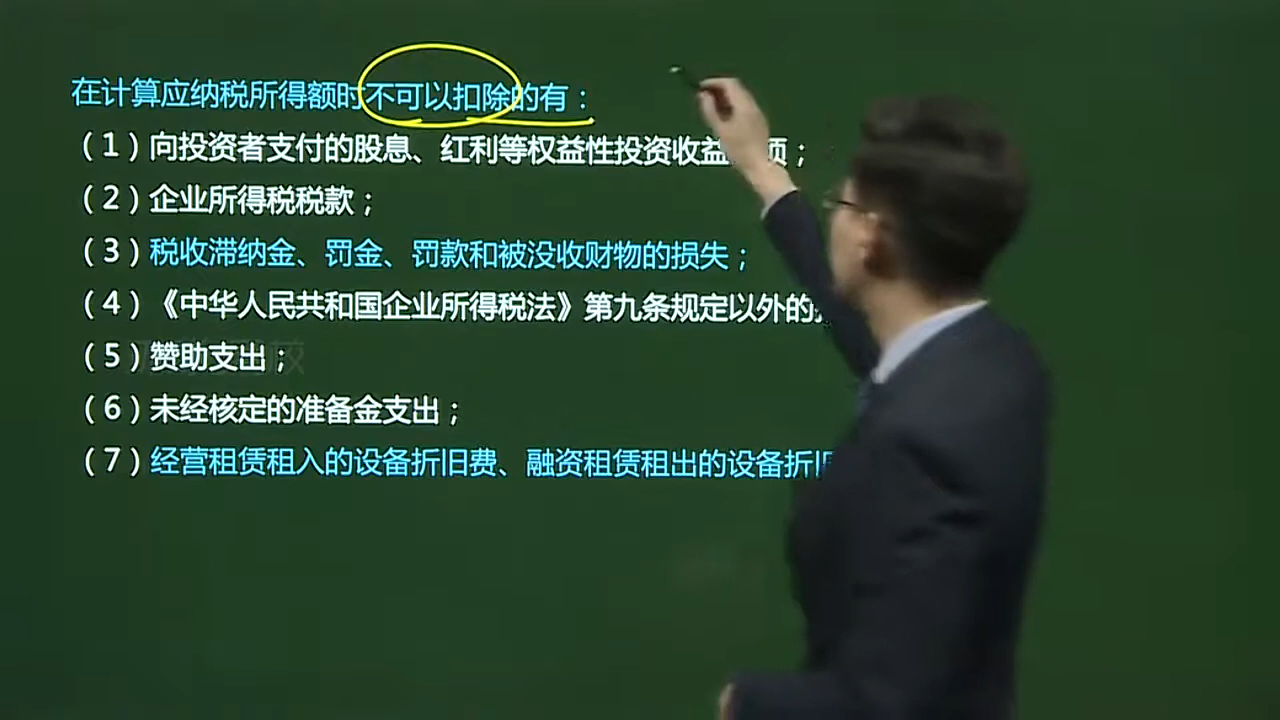 在计算应纳税所得额时不可以扣除的有：
（1）向投资者支付的股息、红利等权益性投资收益项；
（2）企业所得税税款；
（3）税收滞纳金、罚金、罚款和被没收财物的损失；
（4）《中华人民共和国企业所得税法》第九条规定以外的
（5）赞助支出；
（6）未经核定的准备金支出；
（7）经营租赁租入的设备折旧费、融资租赁租出的设备折旧